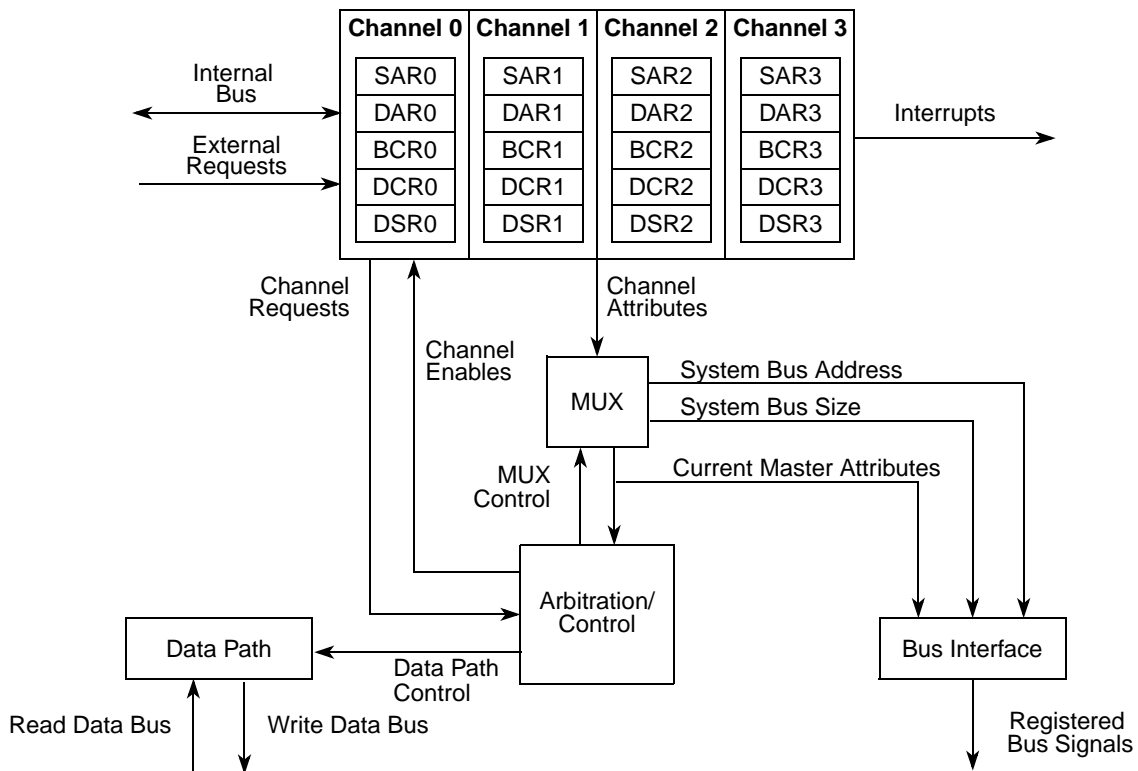 Channel 0 Channel 1 Channel 2 Channel 3
SAR0 SAR1 SAR2 SAR3
DAR0 DAR1 DAR2 DAR3
BCR0 BCR1 BCR2 BCR3
DCR0 DCR1 DCR2 DCR3
DSR0 DSR1 DSR2 DSR3
Internal
Bus
External
Requests
Interrupts
Channel
Requests
Channel
Enables
Channel
Attributes
MUX
System Bus Address
System Bus Size
Current Master Attributes
MUX
Control
Arbitration/
Control
Data Path
Data Path
Control
Bus Interface
Read Data Bus
Write Data Bus
Registered
Bus Signals